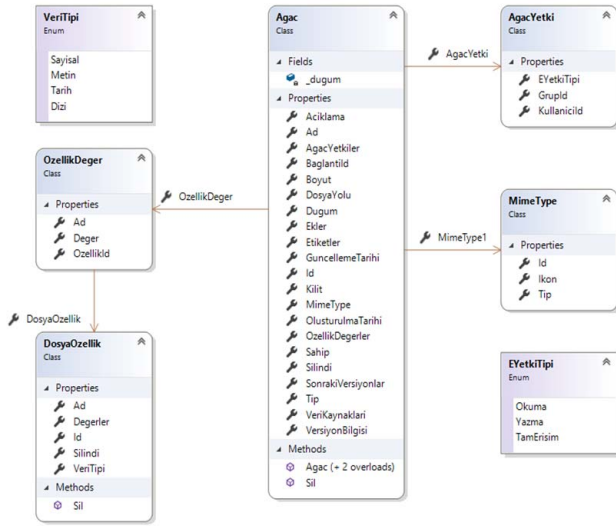 VeriTipi
Enum
Sayisal
Metin
Tarih
Dizi
OzellikDeger
Class
Properties
Ad
Deger
OzellikId
DosyaOzellik
DosyaOzellik
Class
Properties
Ad
Degerler
Id
Silindi
VeriTipi
Methods
Sil
OzellikDeger
Agac
Class
Fields
_dugum
Properties
Aciklama
Ad
AgacYetkiler
BaglantiId
Boyut
DosyaYolu
Dugum
Ekler
Etiketler
GuncellemeTarihi
Id
Kilit
MimeType
OlusturulmaTarihi
OzellikDegerler
Sahip
Silindi
SonrakiVersiyonlar
Tip
VeriKaynaklari
VersiyonBilgisi
Methods
Agac (+ 2 overloads)
Sil
AgacYetki
AgacYetki
Class
Properties
EYetkiTipi
GrupId
KullaniciId
MimeType1
MimeType
Class
Properties
Id
Ikon
Tip
EYetkiTipi
Enum
Okuma
Yazma
TamErisim